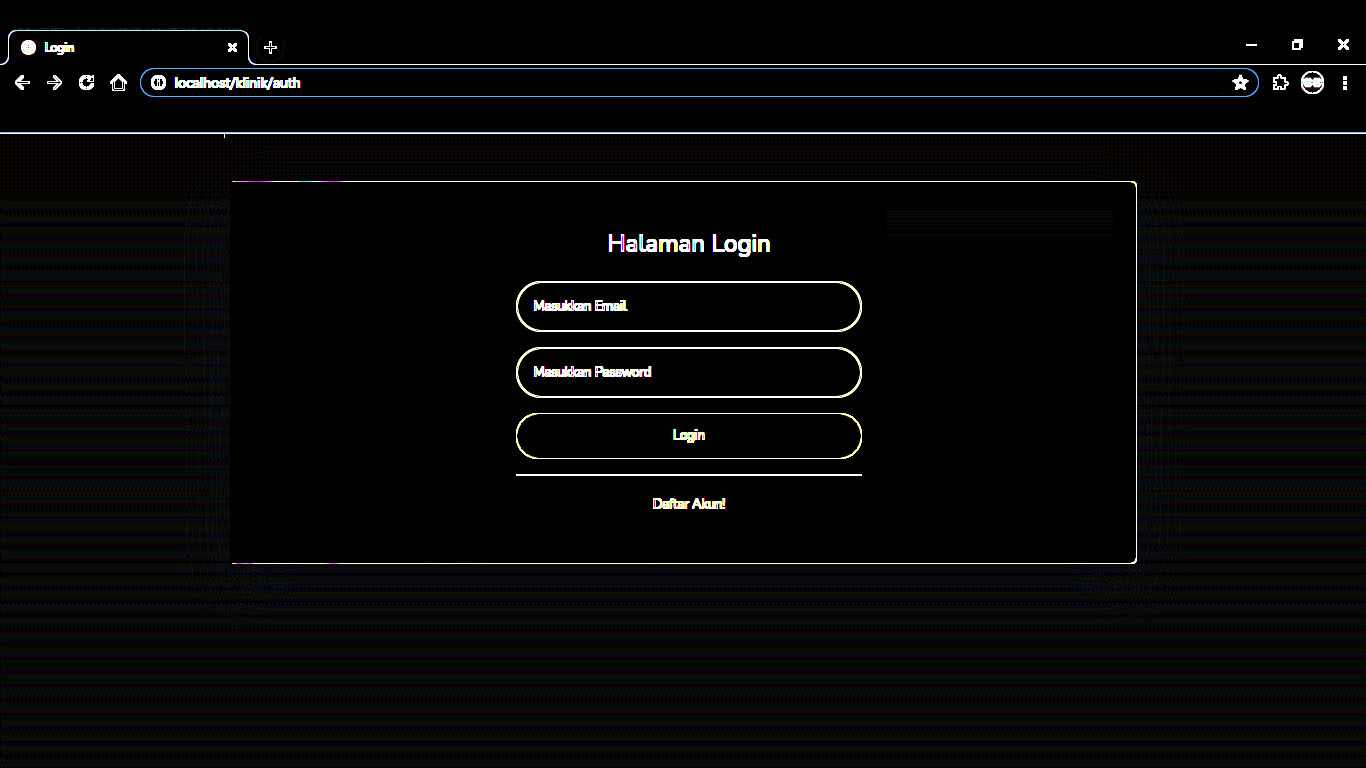 Login
localhost/klinik/auth
Halaman Login
Masukkan Email
Masukkan Password
Login
Daftar Akun!